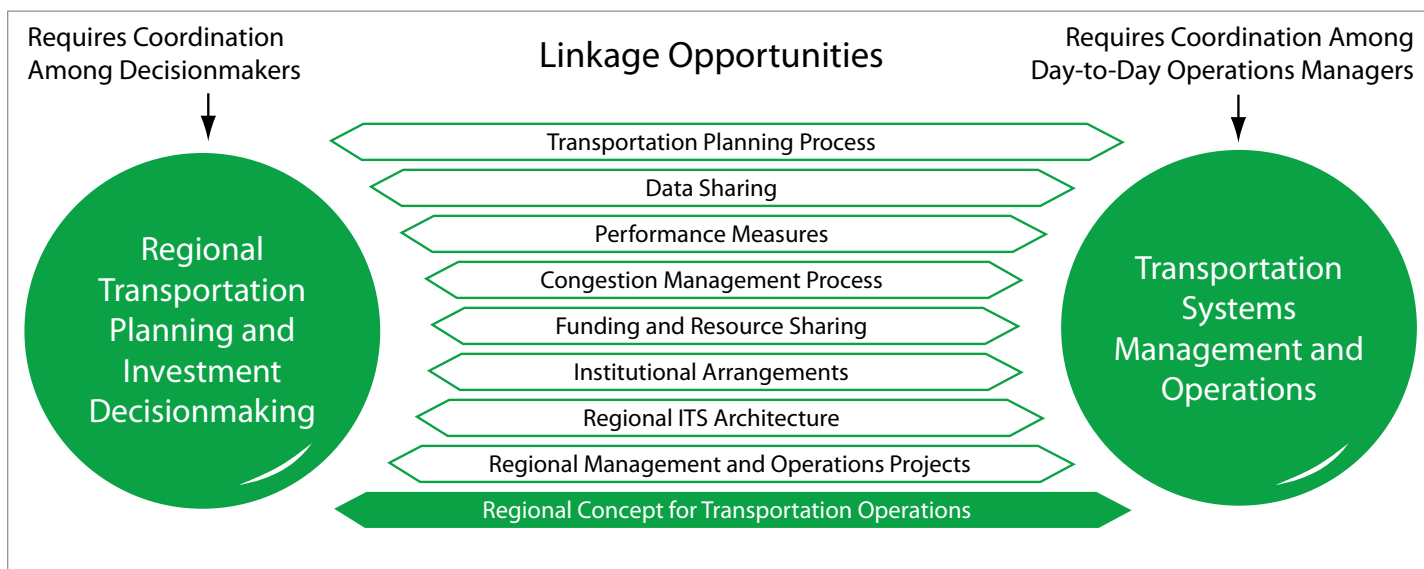 Requires Coordination
Among Decisionmakers
Linkage Opportunities
Requires Coordination Among
Day-to-Day Operations Managers
Transportation Planning Process
Data Sharing
Performance Measures
Congestion Management Process
Funding and Resource Sharing
Institutional Arrangements
Regional ITS Architecture
Regional Management and Operations Projects
Regional Concept for Transportation Operations
Regional
Transportation
Planning and
Investment
Decisionmaking
Transportation
Systems
Management and
Operations